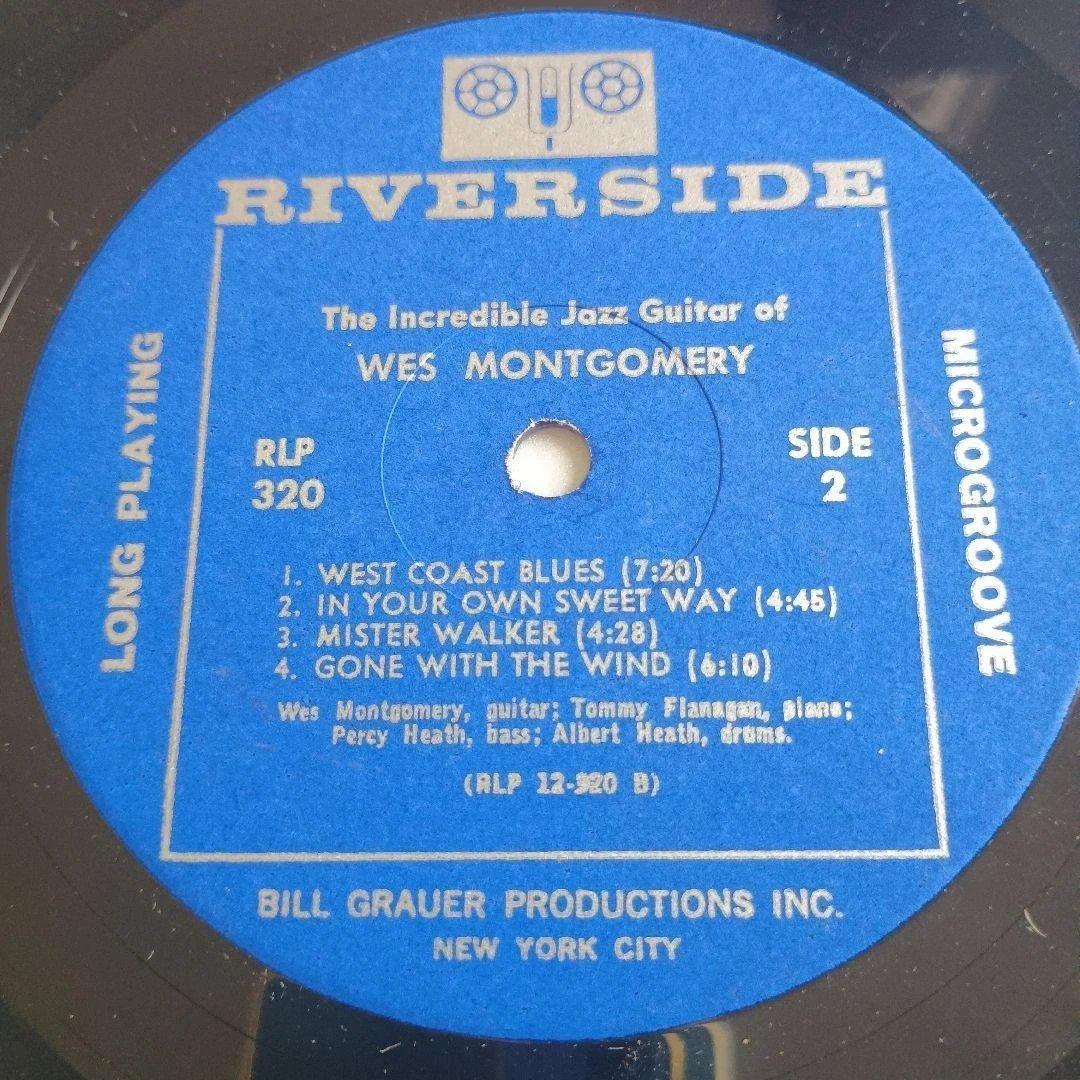 RIVERSIDE
The Incredible Jazz Guitar of
WES MONTGOMERY
LONG PLAYING
MICROGROOVE
RLP
320
SIDE
2
1. WEST COAST BLUES (7:20)
2. IN YOUR OWN SWEET WAY (4:45)
3. MISTER WALKER (4:28)
4. GONE WITH THE WIND (6:10)
Wes Montgomery, guitar; Tommy Flanagan, piano;
Percy Heath, bass; Albert Heath, drums.
(RLP 12-320 B)
BILL GRAUER PRODUCTIONS INC.
NEW YORK CITY